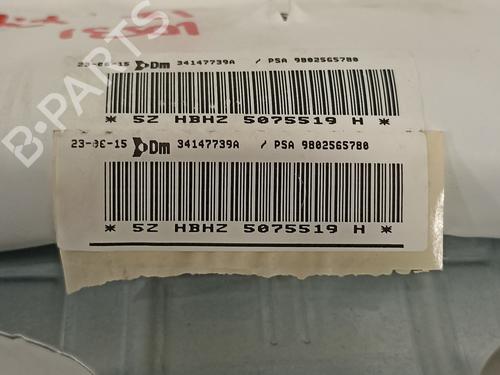 23-06-15 Dm 34147739A / PSA 9802565780
* 5Z HBHZ 5075519 H *
23-06-15 Dm 34147739A / PSA 9802565780
* 5Z HBHZ 5075519 H *
B-PARTS